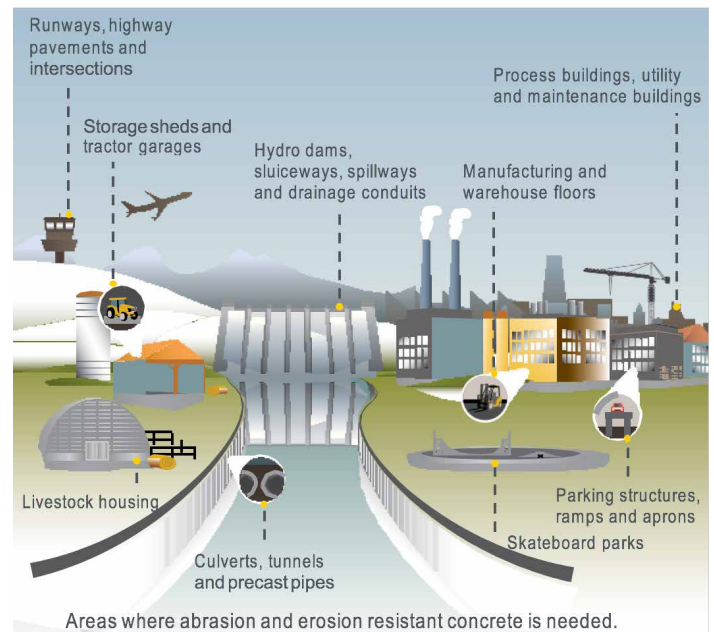 Runways, highway
pavements and
intersections
Storage sheds and
tractor garages
Hydro dams,
sluiceways, spillways
and drainage conduits
Manufacturing and
warehouse floors
Process buildings, utility
and maintenance buildings
Livestock housing
Culverts, tunnels
and precast pipes
Skateboard parks
Parking structures,
ramps and aprons
Areas where abrasion and erosion resistant concrete is needed.